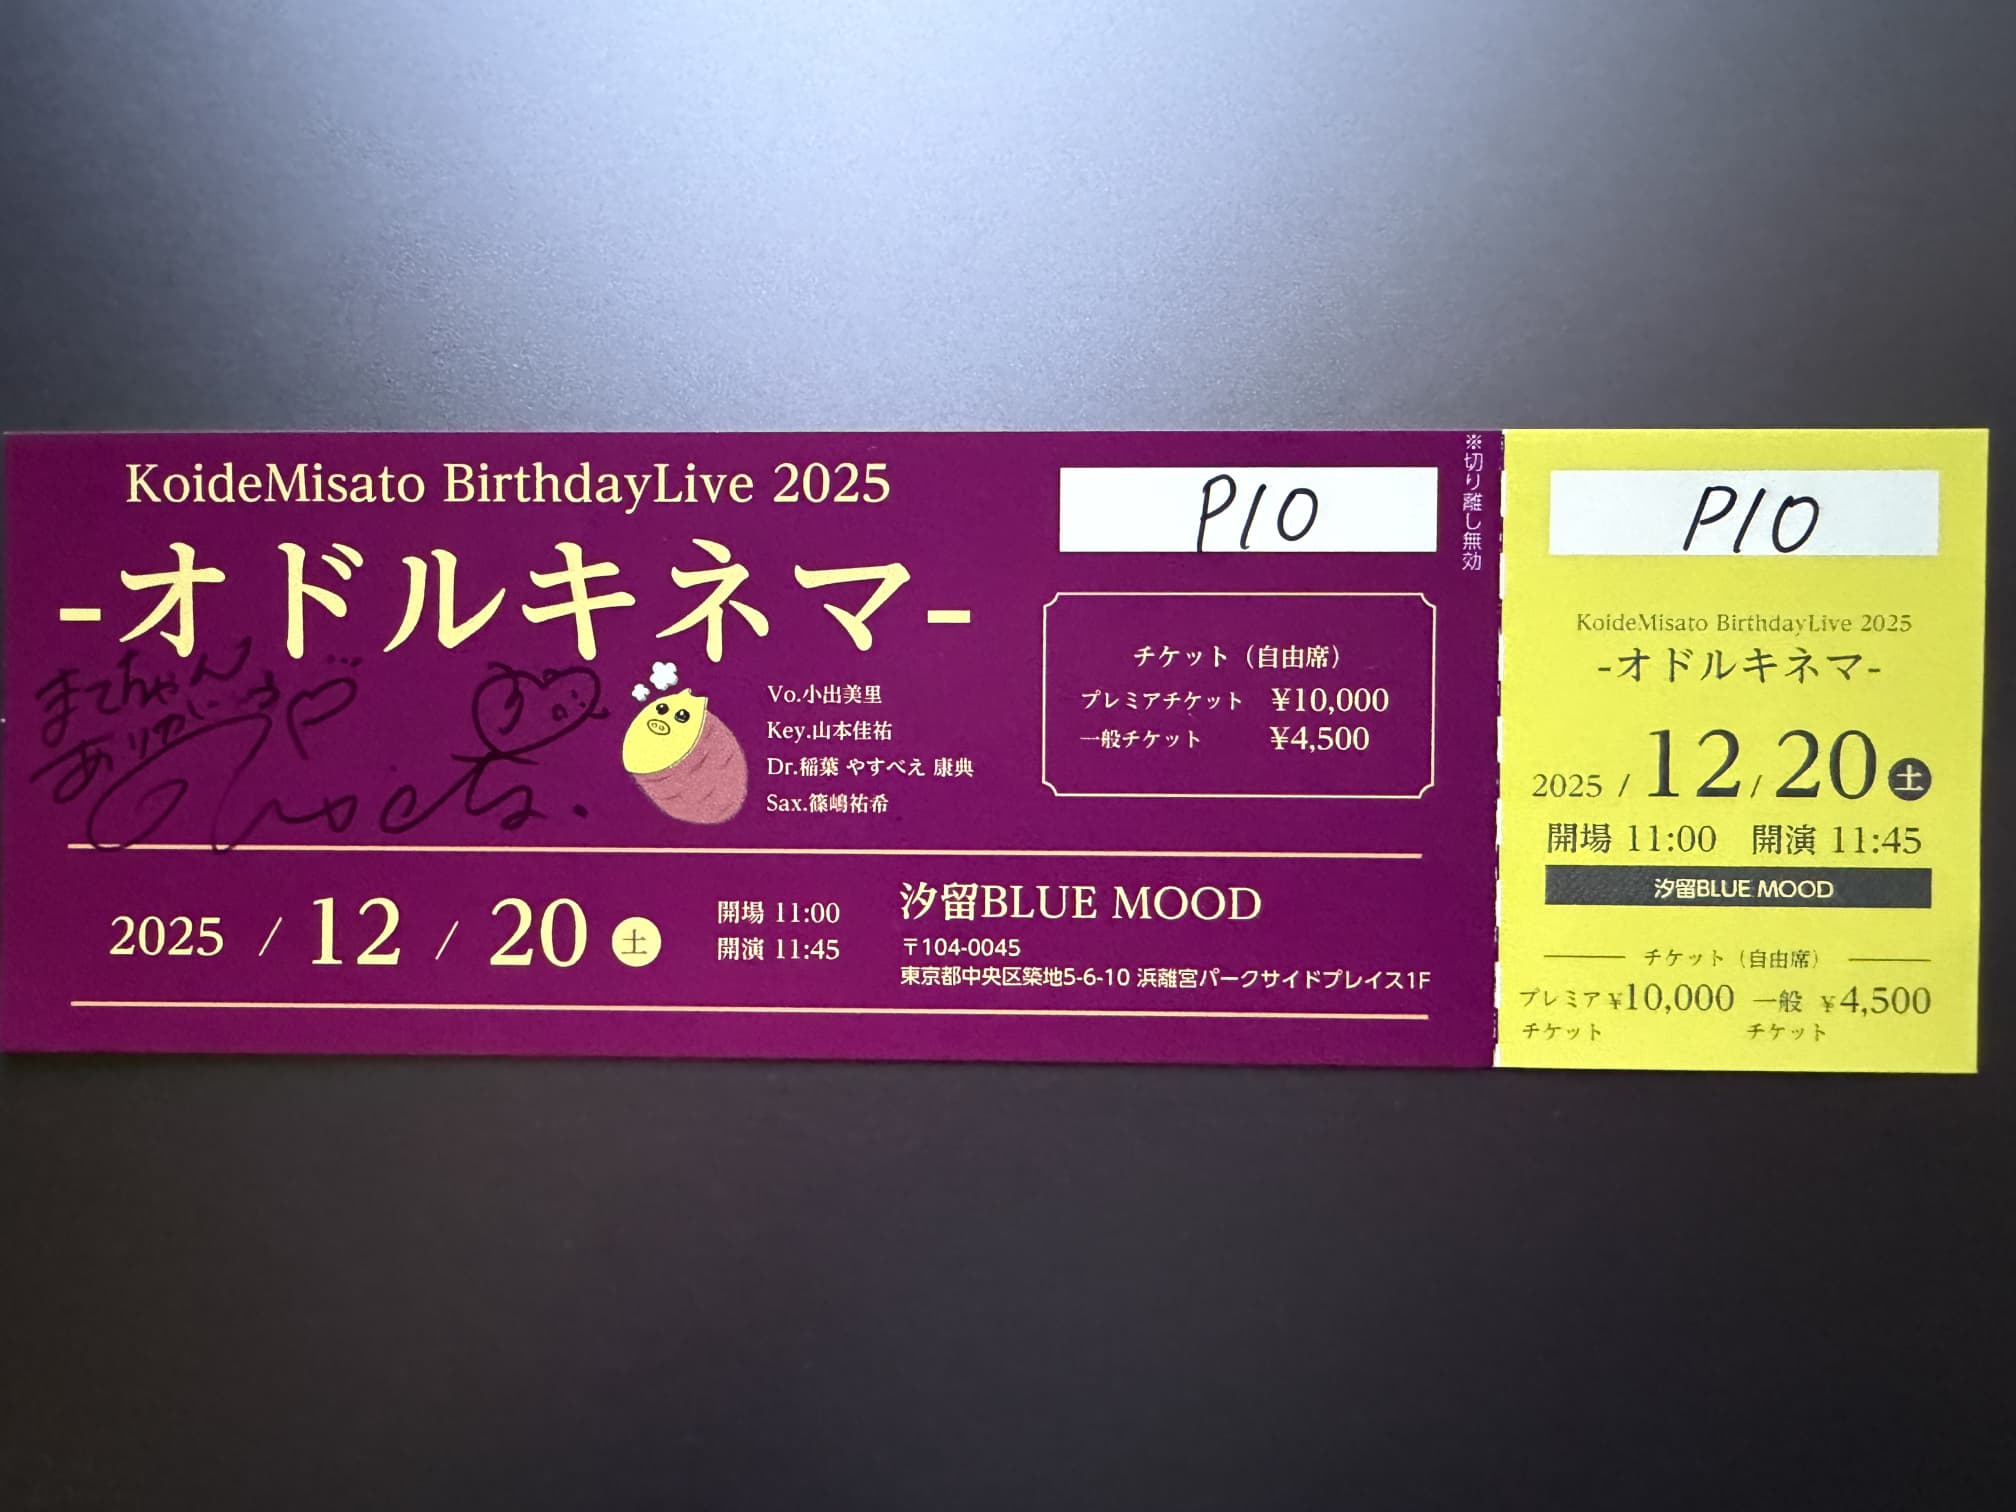 KoideMisato BirthdayLive 2025
-オドルキネマ-
まてちゃん
ありがとう
Vo.小出美里
Key.山本佳祐
Dr.稲葉 やすべえ 康典
Sax.篠嶋祐希
P10
チケット（自由席）
プレミアチケット ¥10,000
一般チケット ¥4,500
2025 / 12 / 20 土
開場 11:00
開演 11:45
汐留BLUE MOOD
〒104-0045
東京都中央区築地5-6-10 浜離宮パークサイドプレイス1F
※切り離し無効
P10
KoideMisato BirthdayLive 2025
-オドルキネマ-
2025 / 12/20 土
開場 11:00 開演 11:45
汐留BLUE MOOD
チケット（自由席）
プレミア ¥10,000 一般 ¥4,500
チケット チケット